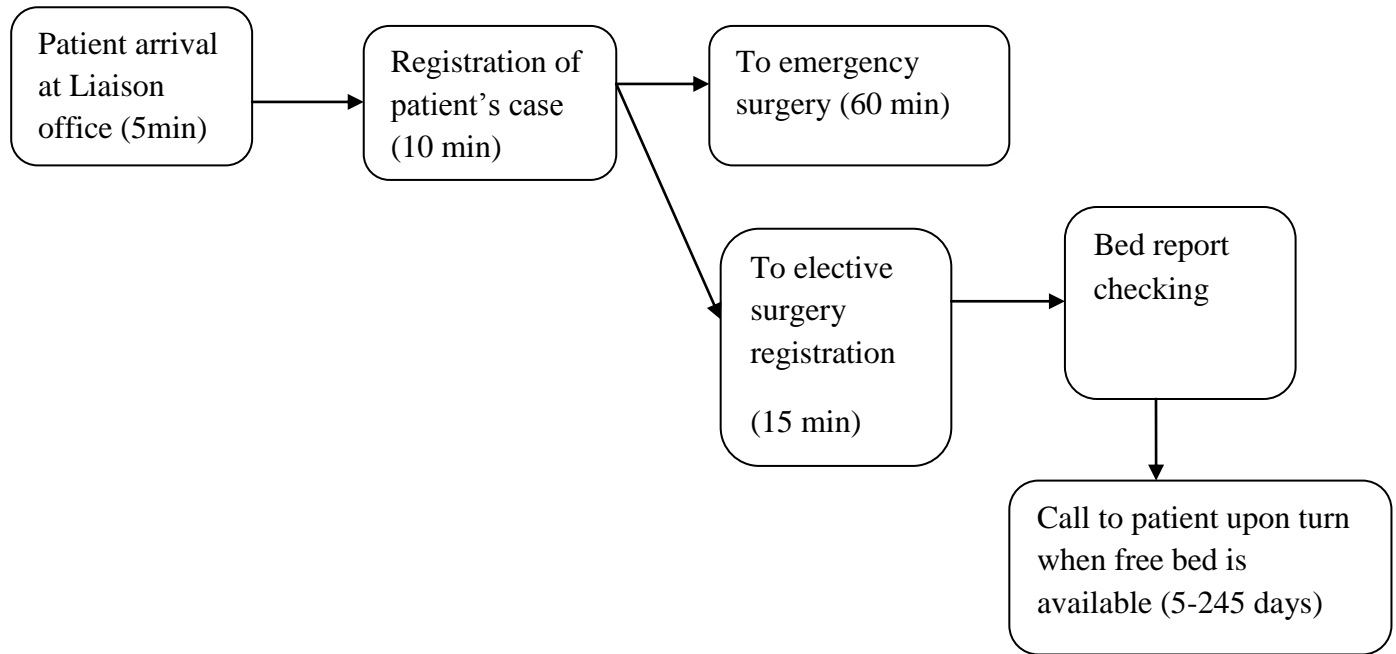 Patient arrival
at Liaison
office (5min)
Registration of
patient’s case
(10 min)
To emergency
surgery (60 min)
To elective
surgery
registration
(15 min)
Bed report
checking
Call to patient upon turn
when free bed is
available (5-245 days)